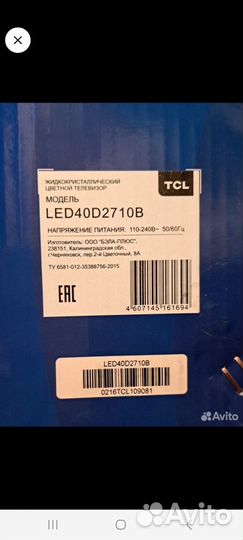 ЖИДКОКРИСТАЛЛИЧЕСКИЙ
ЦВЕТНОЙ ТЕЛЕВИЗОР
TCL
МОДЕЛЬ
LED40D2710B
НАПРЯЖЕНИЕ ПИТАНИЯ: 110-240В~ 50/60Гц
Изготовитель: ООО "БЭЛА-ПЛЮС",
238151, Калининградская обл.,
г.Черняховск, пер.2-й Цветочный, 8А
ТУ 6581-012-35388756-2015
EAC
4 607145 161694
LED40D2710B
0216TCL109081
Avito
Avito